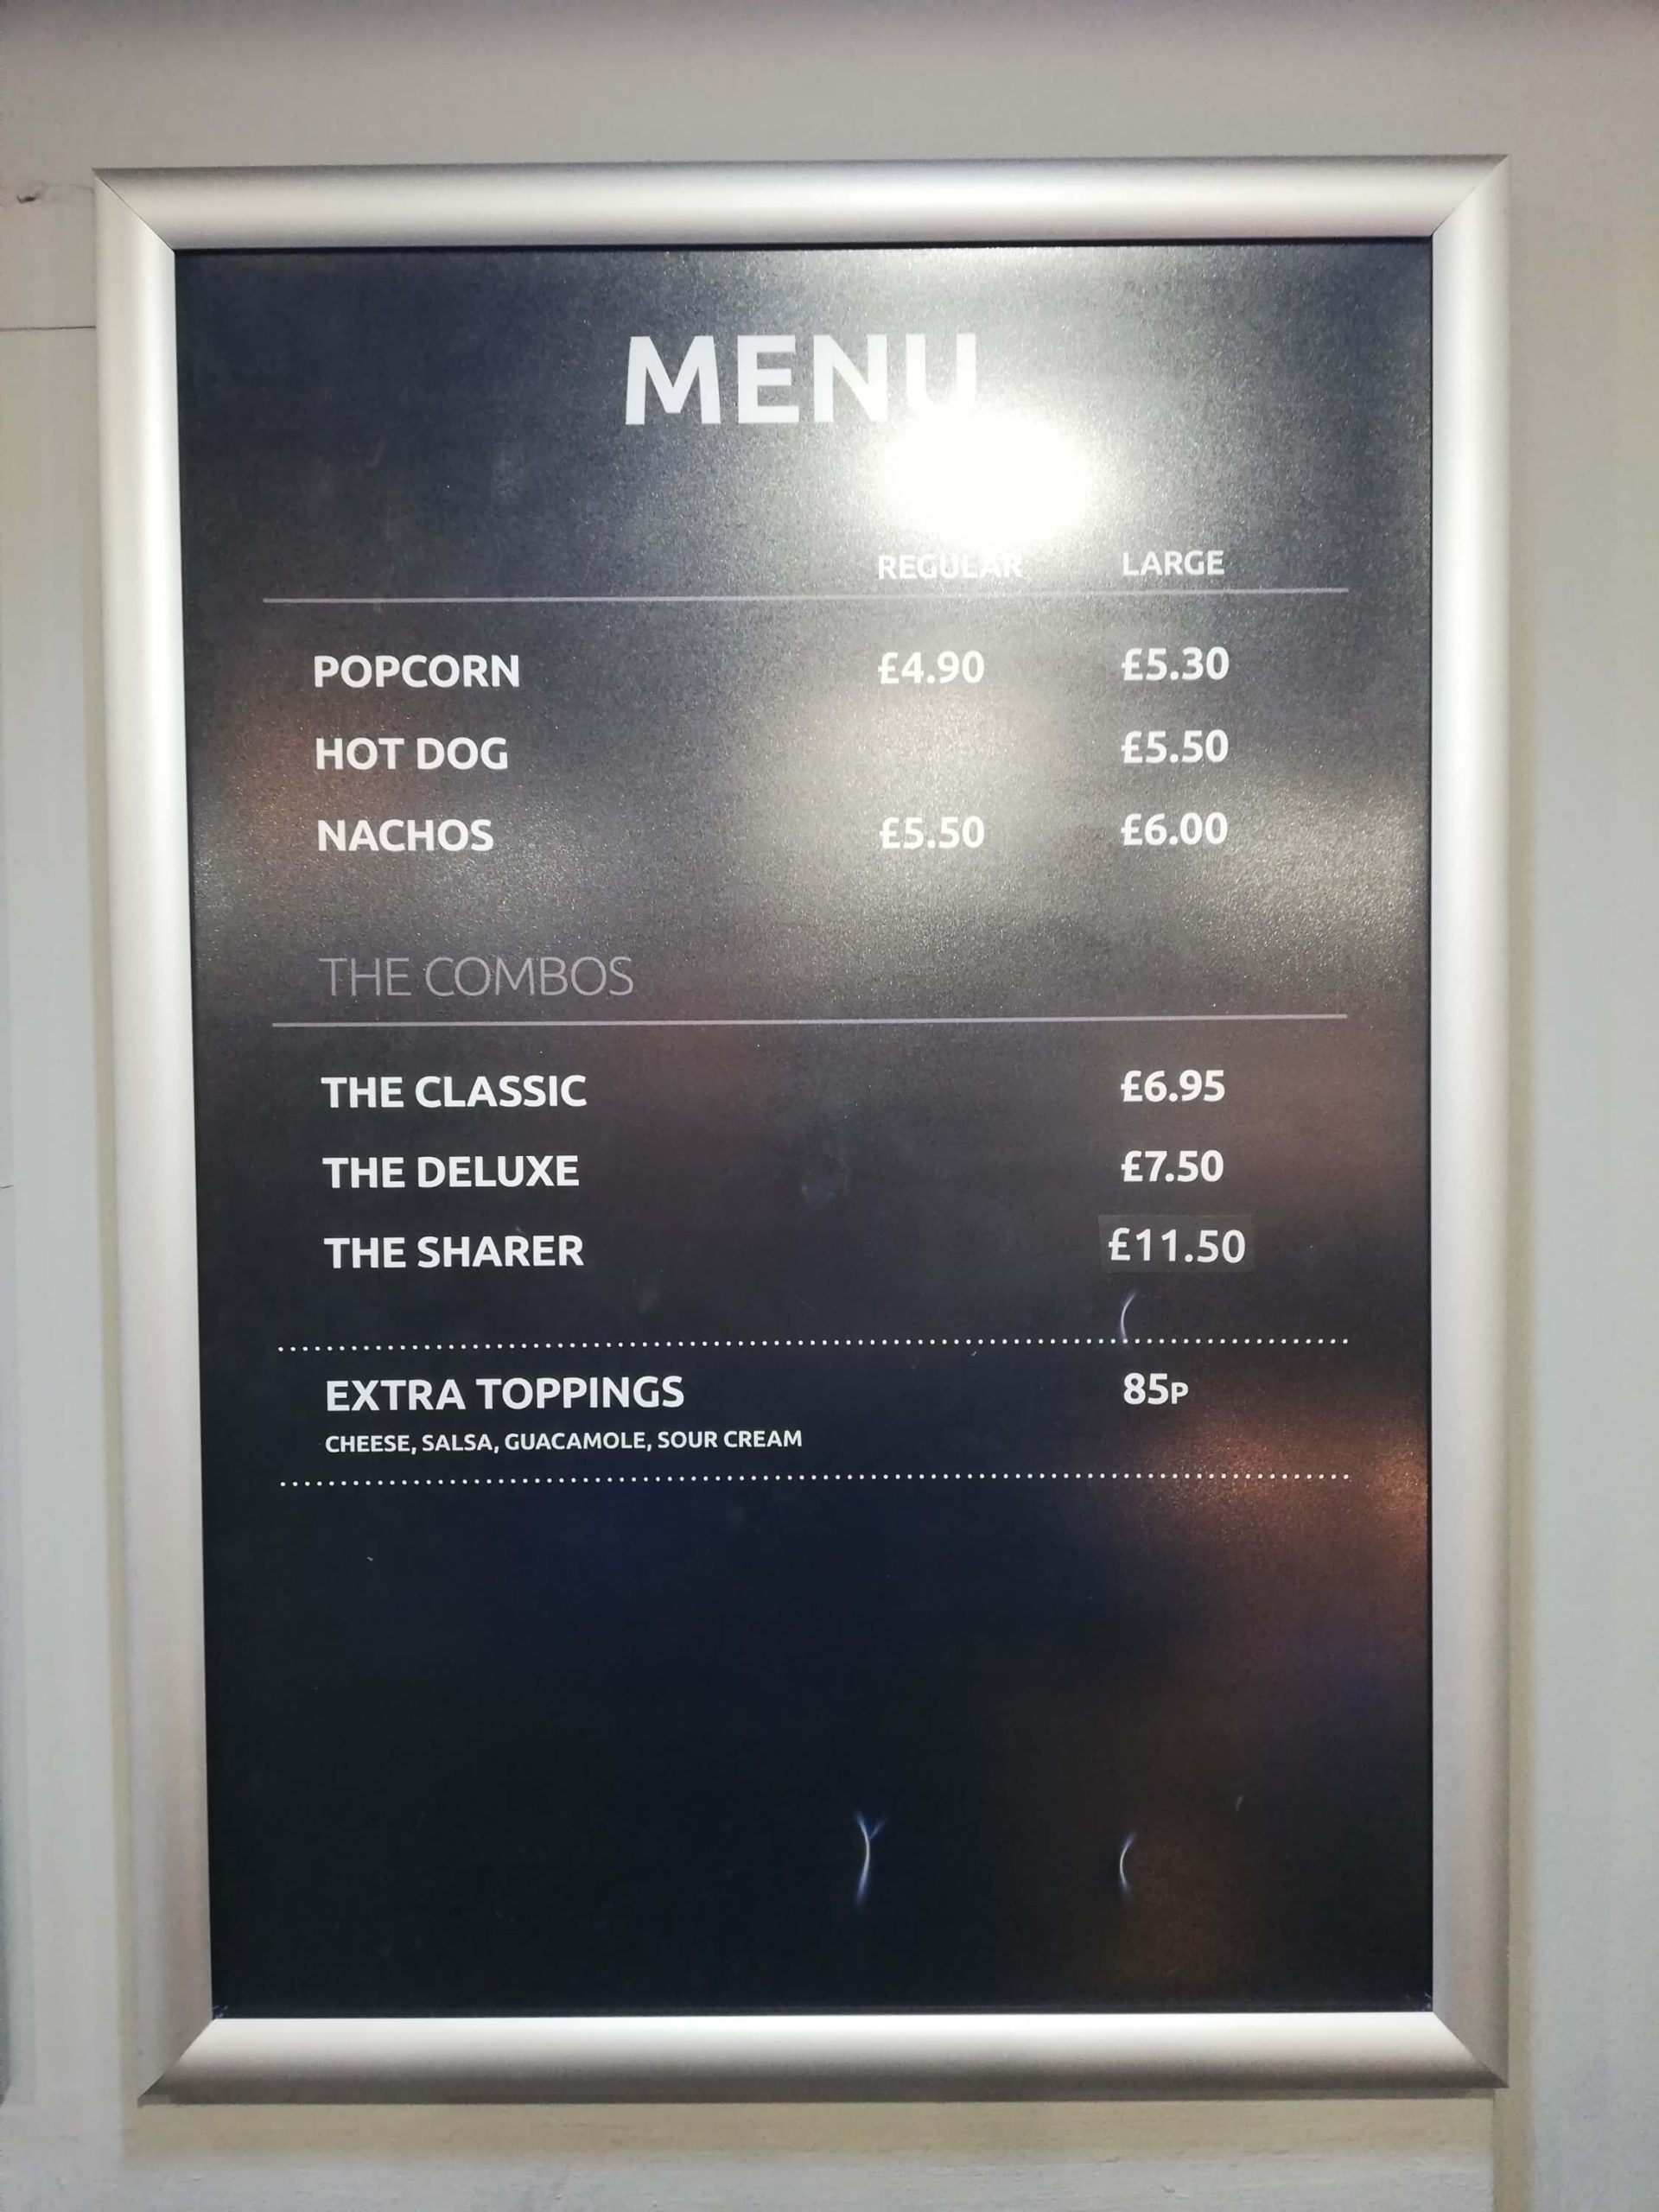 MENU
REGULAR LARGE
POPCORN £4.90 £5.30
HOT DOG £5.50
NACHOS £5.50 £6.00
THE COMBOS
THE CLASSIC £6.95
THE DELUXE £7.50
THE SHARER £11.50
EXTRA TOPPINGS 85P
CHEESE, SALSA, GUACAMOLE, SOUR CREAM